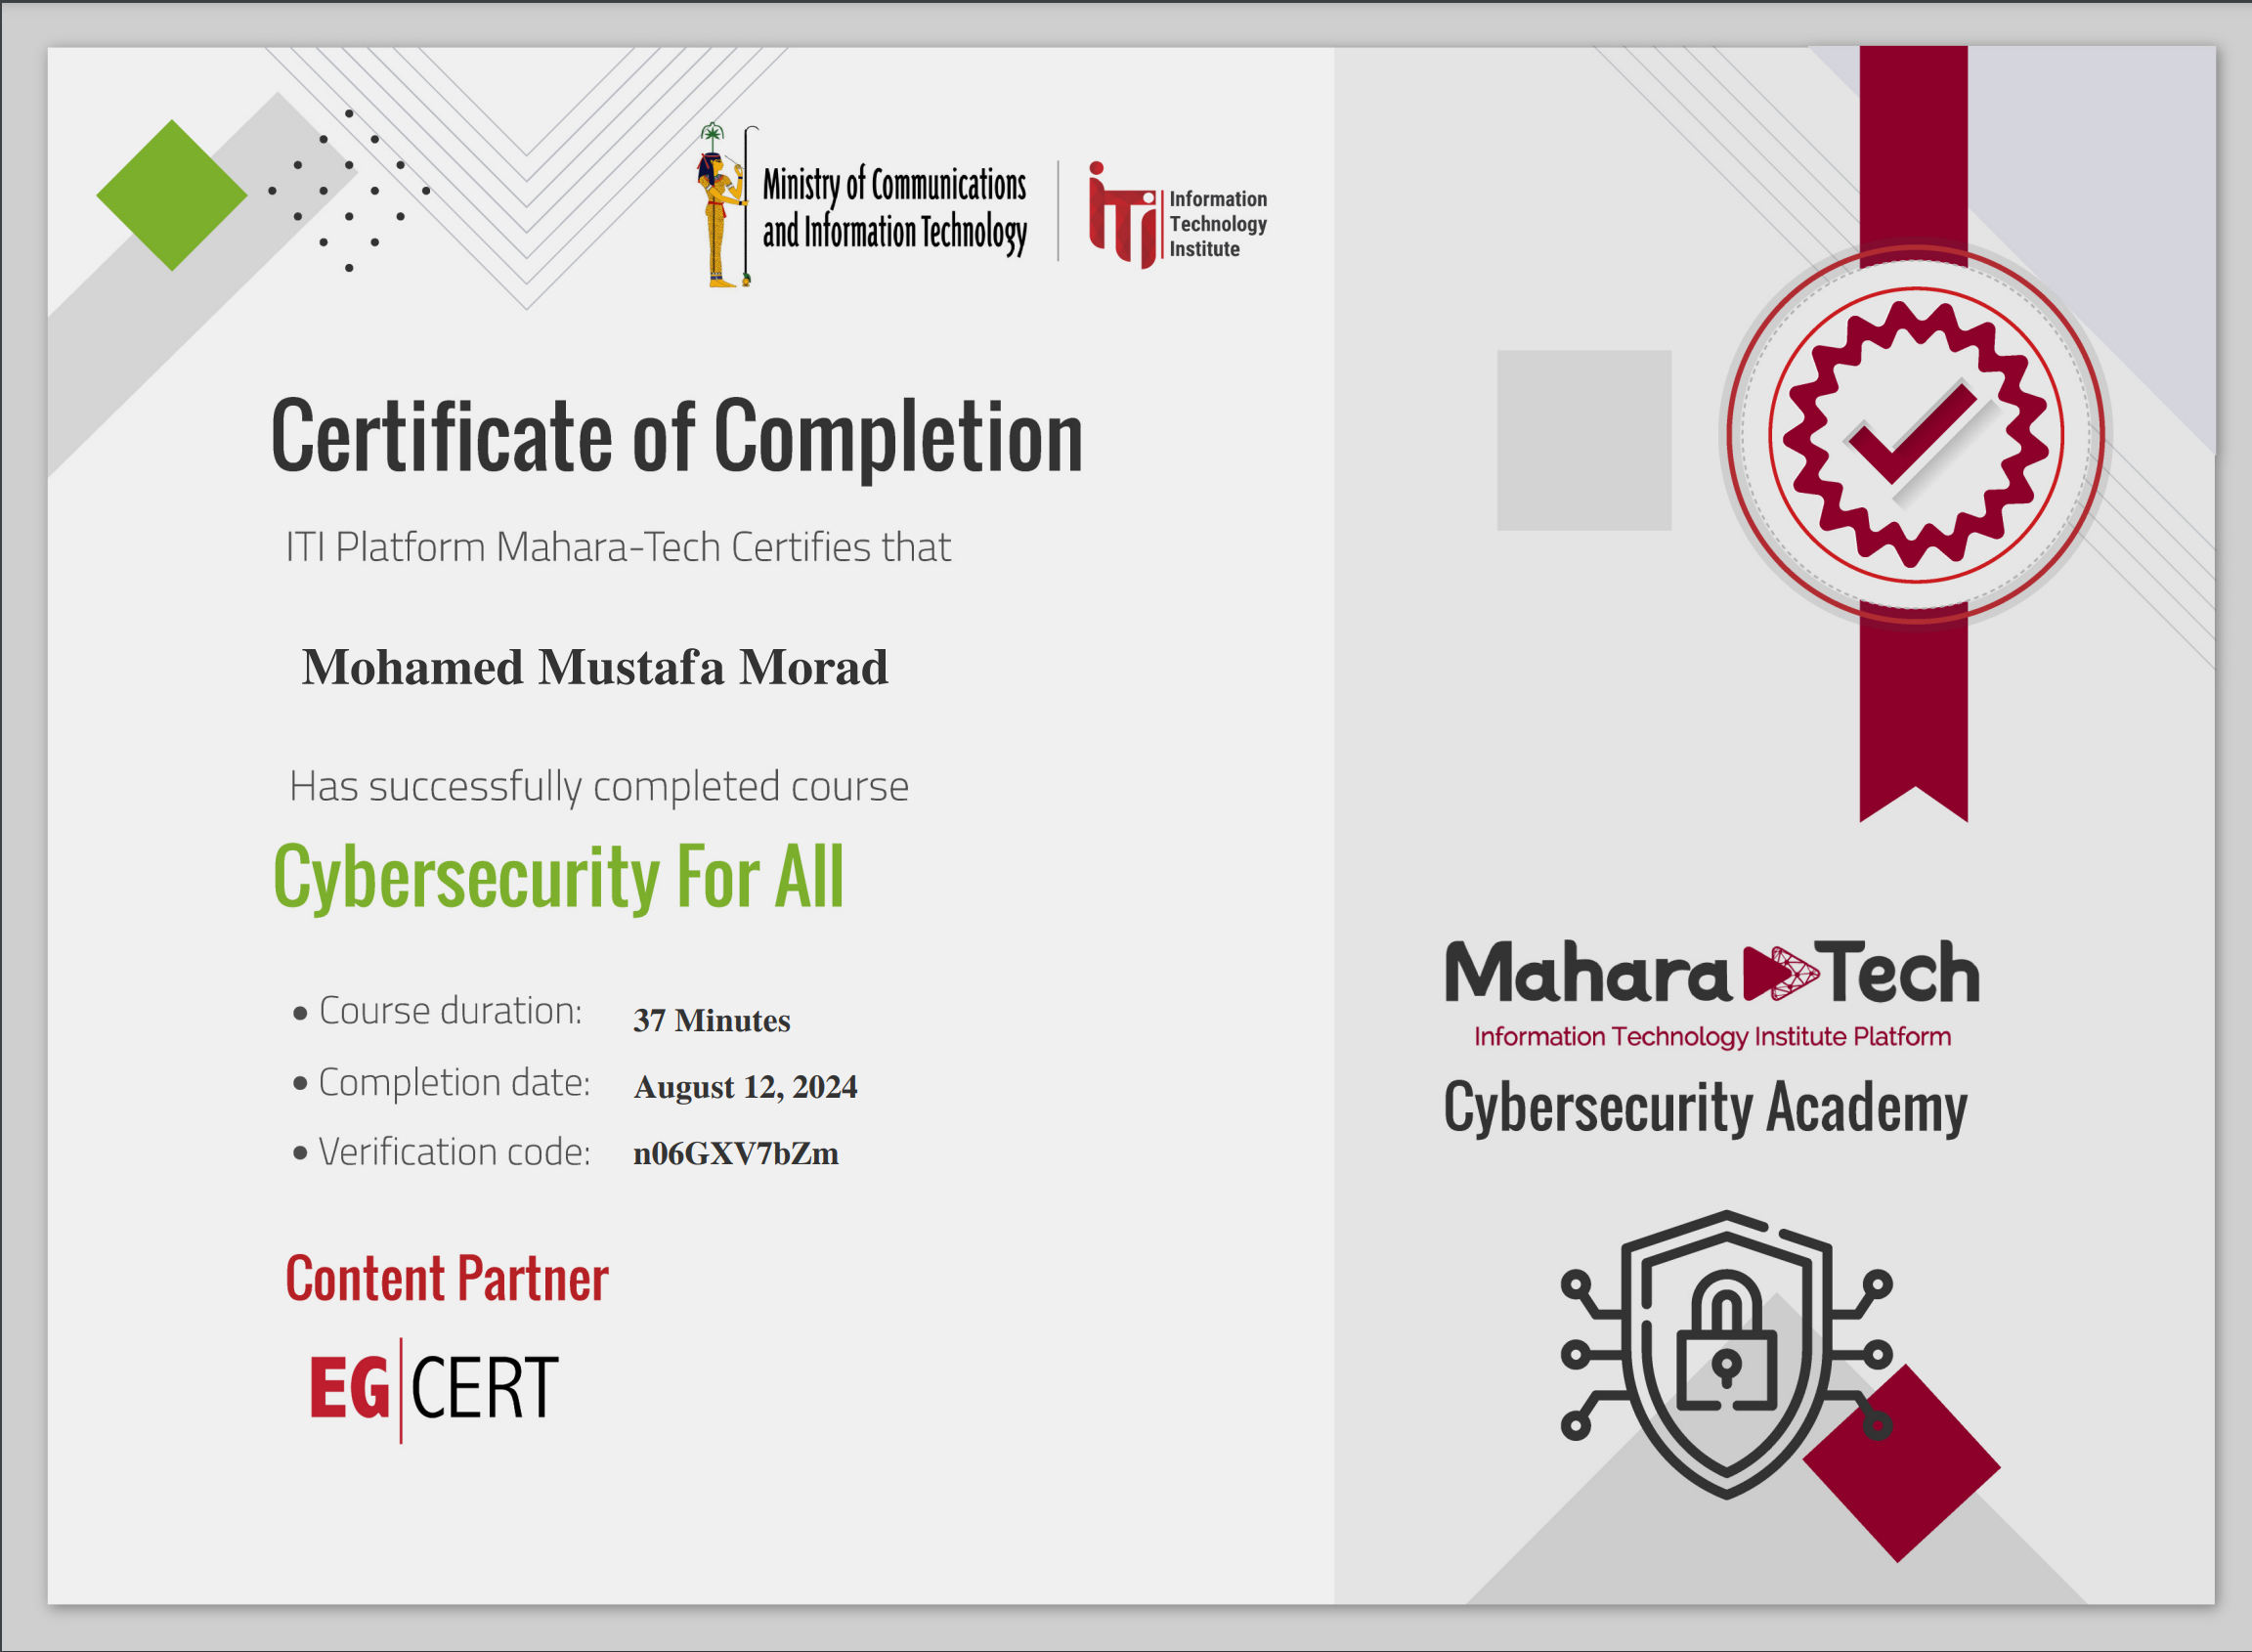 Ministry of Communications
and Information Technology
iTi
Information
Technology
Institute
Certificate of Completion
ITI Platform Mahara-Tech Certifies that
Mohamed Mustafa Morad
Has successfully completed course
Cybersecurity For All
• Course duration: 37 Minutes
• Completion date: August 12, 2024
• Verification code: n06GXV7bZm
Content Partner
EG|CERT
Mahara Tech
Information Technology Institute Platform
Cybersecurity Academy